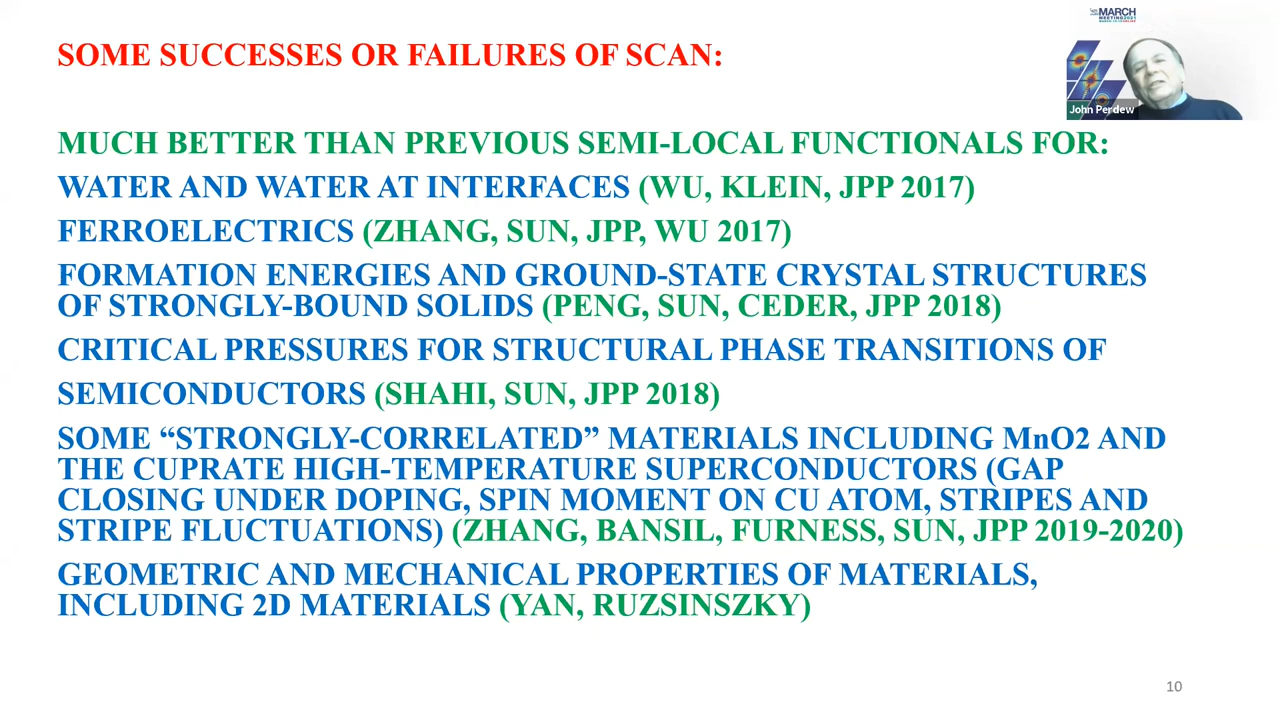 SOME SUCCESSES OR FAILURES OF SCAN:
MARCH
MEETING2021
John Perdew
MUCH BETTER THAN PREVIOUS SEMI-LOCAL FUNCTIONALS FOR:
WATER AND WATER AT INTERFACES (WU, KLEIN, JPP 2017)
FERROELECTRICS (ZHANG, SUN, JPP, WU 2017)
FORMATION ENERGIES AND GROUND-STATE CRYSTAL STRUCTURES
OF STRONGLY-BOUND SOLIDS (PENG, SUN, CEDER, JPP 2018)
CRITICAL PRESSURES FOR STRUCTURAL PHASE TRANSITIONS OF
SEMICONDUCTORS (SHAHI, SUN, JPP 2018)
SOME “STRONGLY-CORRELATED” MATERIALS INCLUDING MnO2 AND
THE CUPRATE HIGH-TEMPERATURE SUPERCONDUCTORS (GAP
CLOSING UNDER DOPING, SPIN MOMENT ON CU ATOM, STRIPES AND
STRIPE FLUCTUATIONS) (ZHANG, BANSIL, FURNESS, SUN, JPP 2019-2020)
GEOMETRIC AND MECHANICAL PROPERTIES OF MATERIALS,
INCLUDING 2D MATERIALS (YAN, RUZSINSZKY)
10